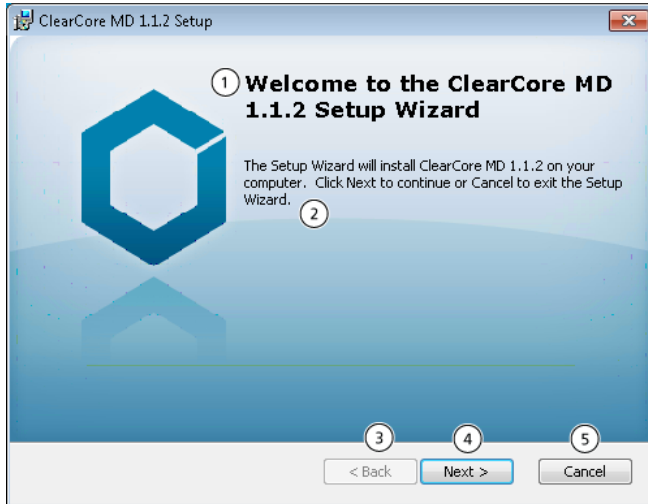 ClearCore MD 1.1.2 Setup
1 Welcome to the ClearCore MD
1.1.2 Setup Wizard
The Setup Wizard will install ClearCore MD 1.1.2 on your
computer. Click Next to continue or Cancel to exit the Setup
Wizard.
2
3 4 5
< Back Next > Cancel